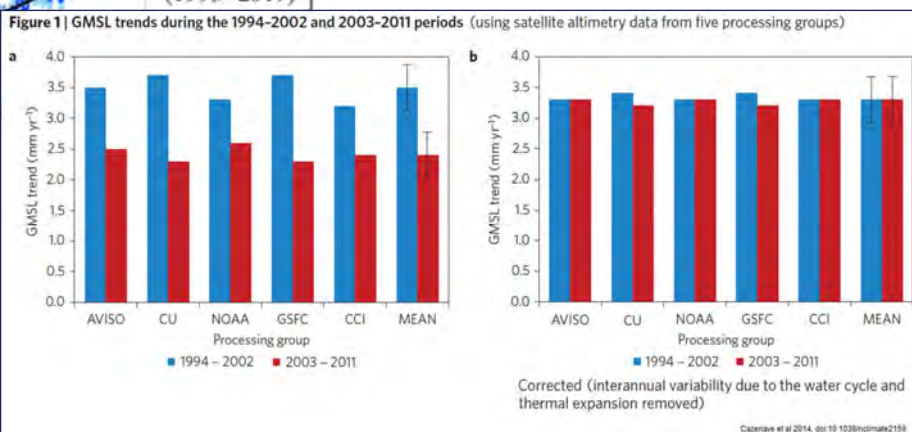 (1993–2017)
Figure 1 | GMSL trends during the 1994–2002 and 2003–2011 periods (using satellite altimetry data from five processing groups)
a
GMSL trend (mm yr⁻¹)
4.0
3.5
3.0
2.5
2.0
1.5
1.0
0.5
0.0
AVISO CU NOAA GSFC CCI MEAN
Processing group
1994 – 2002 2003 – 2011
b
GMSL trend (mm yr⁻¹)
4.0
3.5
3.0
2.5
2.0
1.5
1.0
0.5
0.0
AVISO CU NOAA GSFC CCI MEAN
Processing group
1994 – 2002 2003 – 2011
Corrected (interannual variability due to the water cycle and
thermal expansion removed)
Cazenave et al 2014, doi:10.1038/nclimate2159